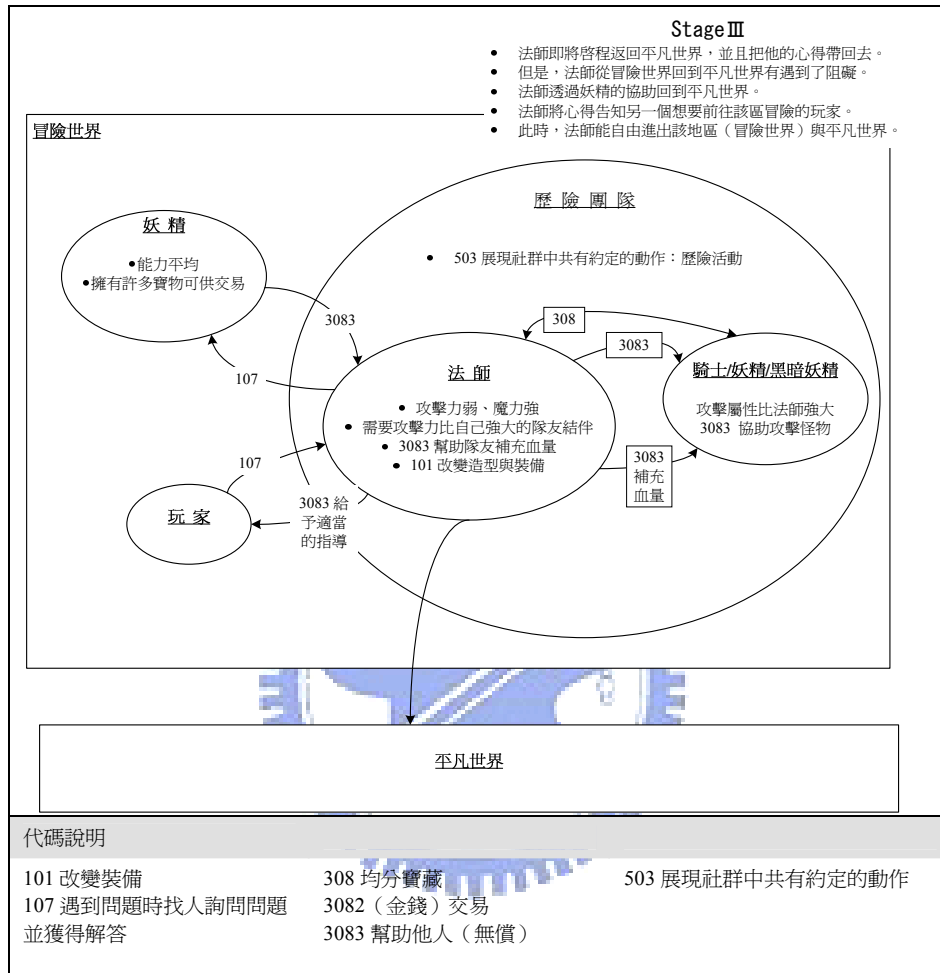 StageⅢ
• 法師即將啓程返回平凡世界，並且把他的心得帶回去。
• 但是，法師從冒險世界回到平凡世界有遇到了阻礙。
• 法師透過妖精的協助回到平凡世界。
• 法師將心得告知另一個想要前往該區冒險的玩家。
• 此時，法師能自由進出該地區（冒險世界）與平凡世界。
冒險世界
歷 險 團 隊
• 503 展現社群中共有約定的動作：歷險活動
妖 精
•能力平均
•擁有許多寶物可供交易
3083
107
308
3083
法 師
• 攻擊力弱、魔力強
• 需要攻擊力比自己強大的隊友結伴
• 3083 幫助隊友補充血量
• 101 改變造型與裝備
騎士/妖精/黑暗妖精
攻擊屬性比法師強大
3083 協助攻擊怪物
3083
補充
血量
107
玩 家
3083 給
予適當
的指導
平凡世界
代碼說明
101 改變裝備
107 遇到問題時找人詢問問題
並獲得解答
308 均分寶藏
3082（金錢）交易
3083 幫助他人（無償）
503 展現社群中共有約定的動作